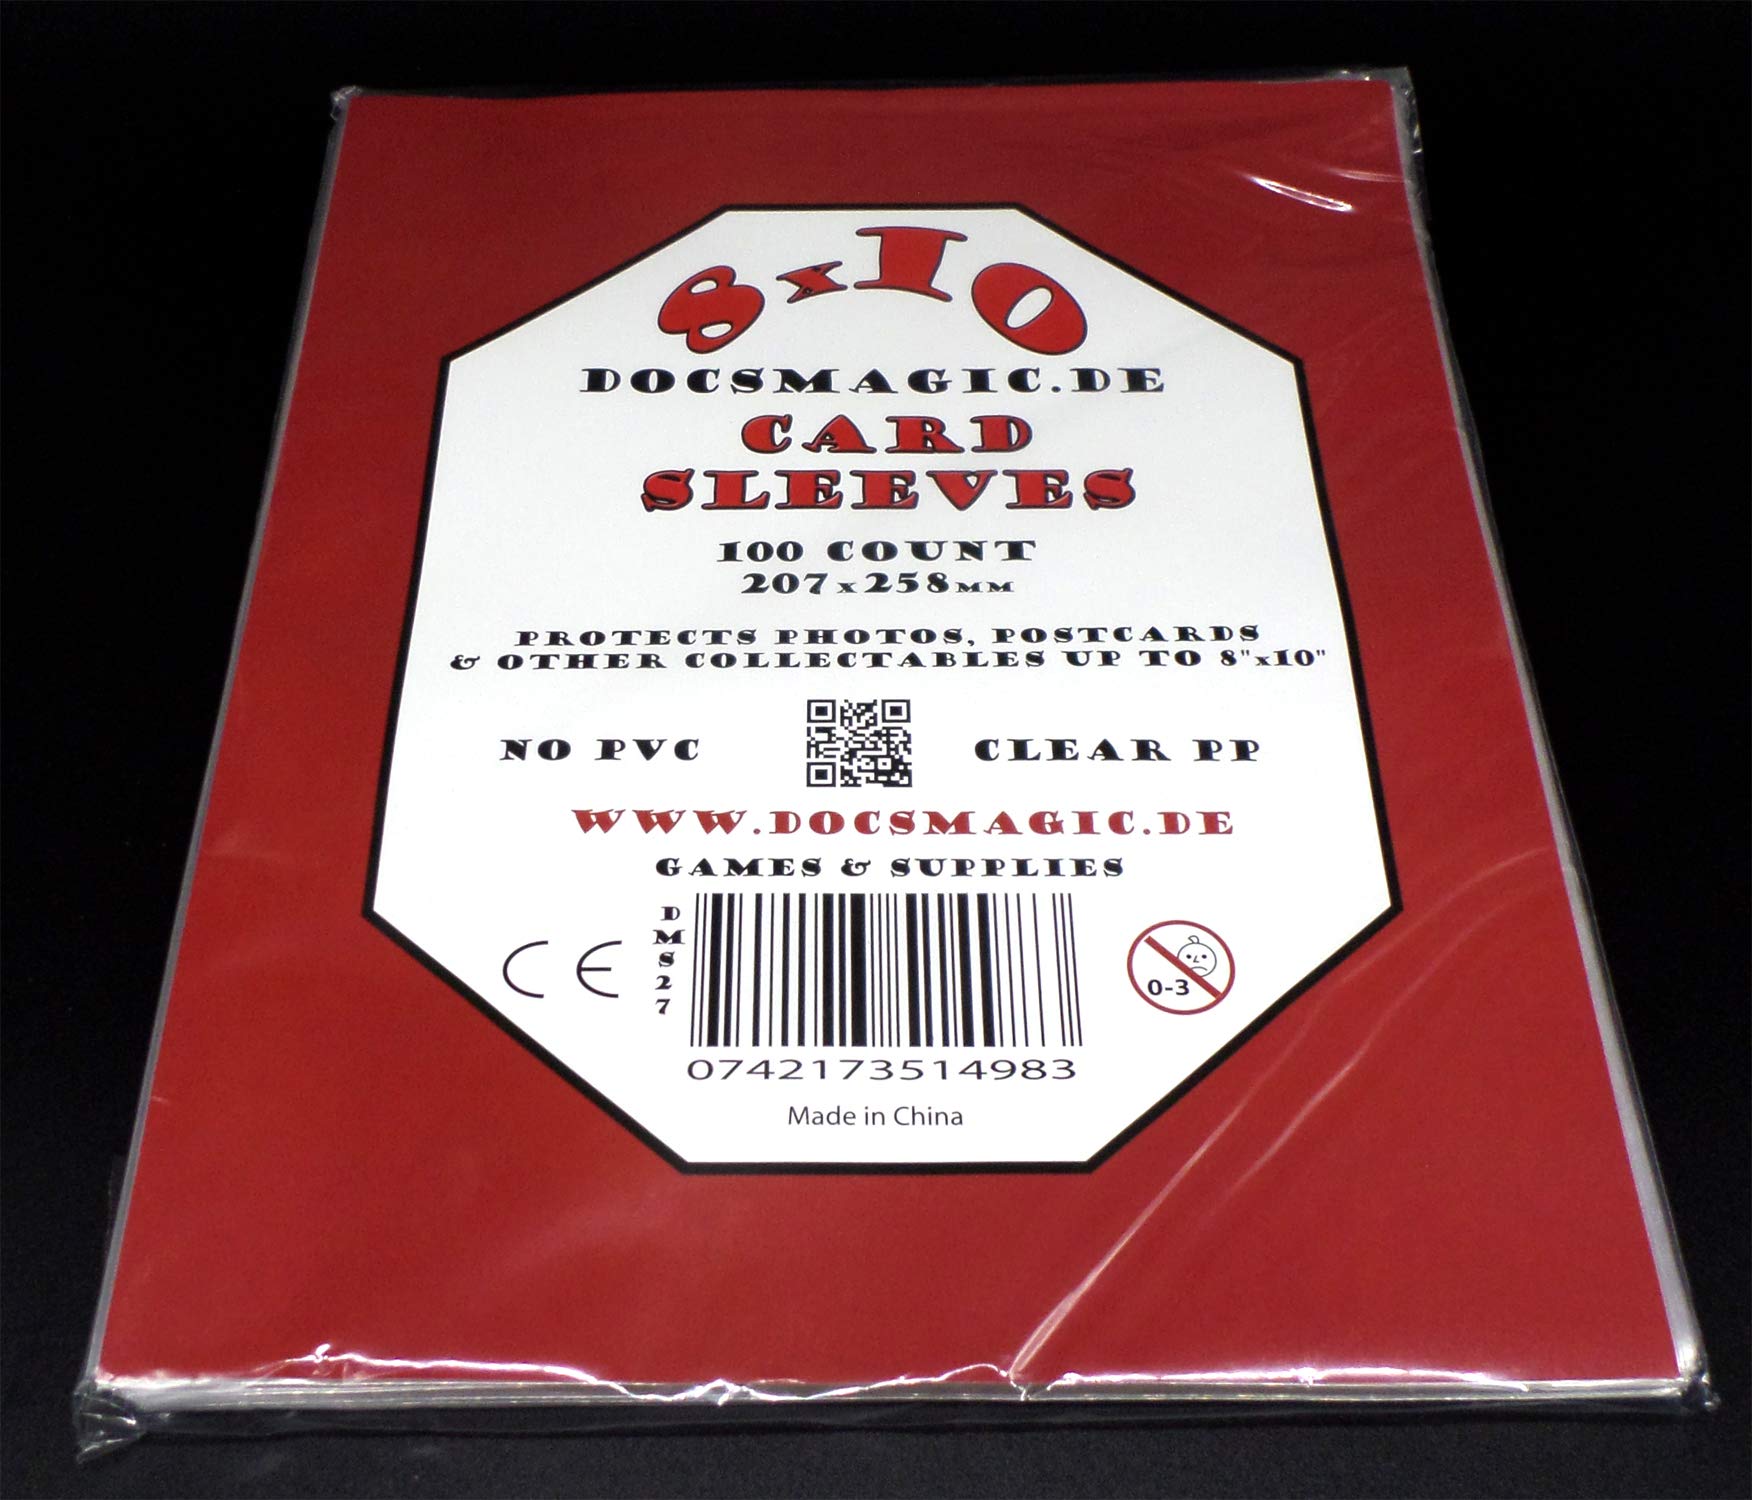 8x10
DOCSMAGIC.DE
CARD
SLEEVES
100 COUNT
207x258MM
PROTECTS PHOTOS, POSTCARDS
& OTHER COLLECTABLES UP TO 8"x10"
NO PVC CLEAR PP
WWW.DOCSMAGIC.DE
GAMES & SUPPLIES
CE
DMS27
0-3
0742173514983
Made in China